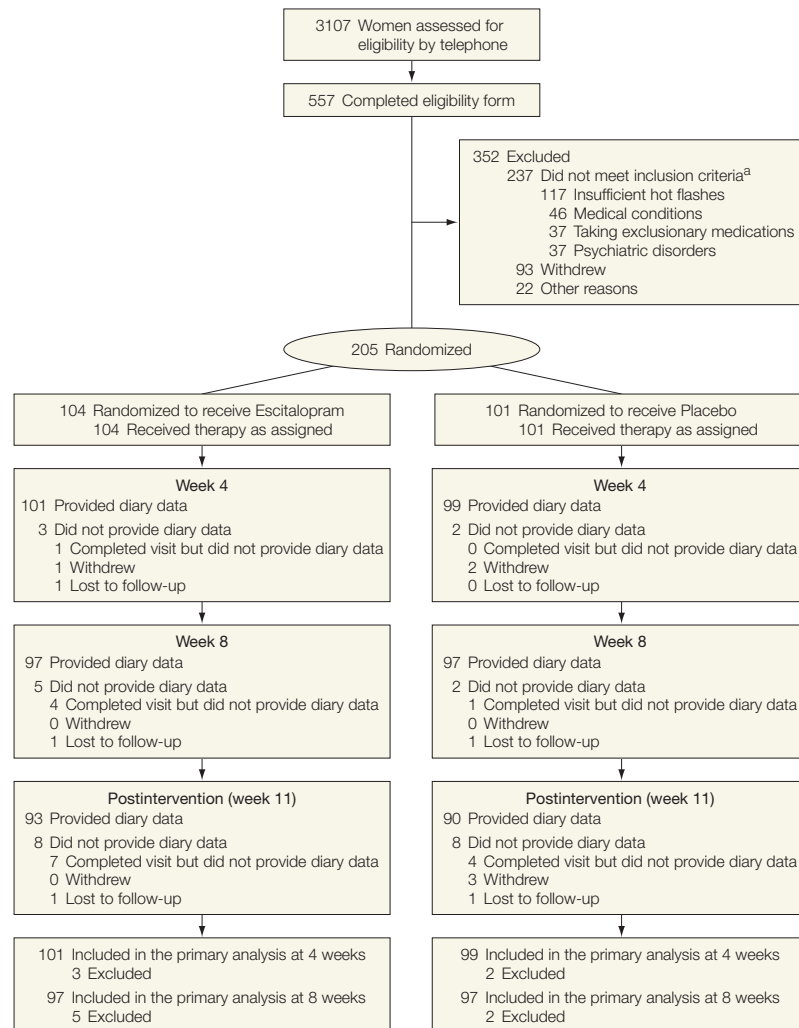 3107 Women assessed for
eligibility by telephone
557 Completed eligibility form
352 Excluded
237 Did not meet inclusion criteriaa
117 Insufficient hot flashes
46 Medical conditions
37 Taking exclusionary medications
37 Psychiatric disorders
93 Withdrew
22 Other reasons
205 Randomized
104 Randomized to receive Escitalopram
104 Received therapy as assigned
Week 4
101 Provided diary data
3 Did not provide diary data
1 Completed visit but did not provide diary data
1 Withdrew
1 Lost to follow-up
Week 8
97 Provided diary data
5 Did not provide diary data
4 Completed visit but did not provide diary data
0 Withdrew
1 Lost to follow-up
Postintervention (week 11)
93 Provided diary data
8 Did not provide diary data
7 Completed visit but did not provide diary data
0 Withdrew
1 Lost to follow-up
101 Included in the primary analysis at 4 weeks
3 Excluded
97 Included in the primary analysis at 8 weeks
5 Excluded
101 Randomized to receive Placebo
101 Received therapy as assigned
Week 4
99 Provided diary data
2 Did not provide diary data
0 Completed visit but did not provide diary data
2 Withdrew
0 Lost to follow-up
Week 8
97 Provided diary data
2 Did not provide diary data
1 Completed visit but did not provide diary data
0 Withdrew
1 Lost to follow-up
Postintervention (week 11)
90 Provided diary data
8 Did not provide diary data
4 Completed visit but did not provide diary data
3 Withdrew
1 Lost to follow-up
99 Included in the primary analysis at 4 weeks
2 Excluded
97 Included in the primary analysis at 8 weeks
2 Excluded